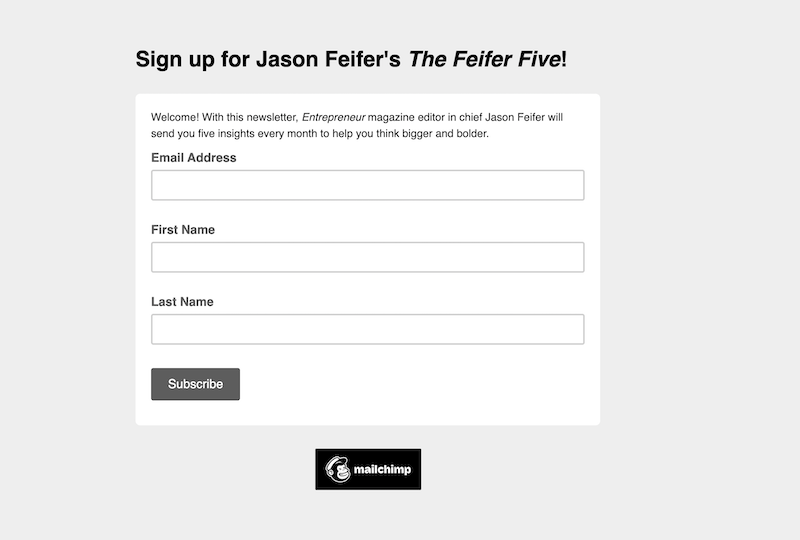 Sign up for Jason Feifer's The Feifer Five!
Welcome! With this newsletter, Entrepreneur magazine editor in chief Jason Feifer will
send you five insights every month to help you think bigger and bolder.
Email Address
First Name
Last Name
Subscribe
mailchimp